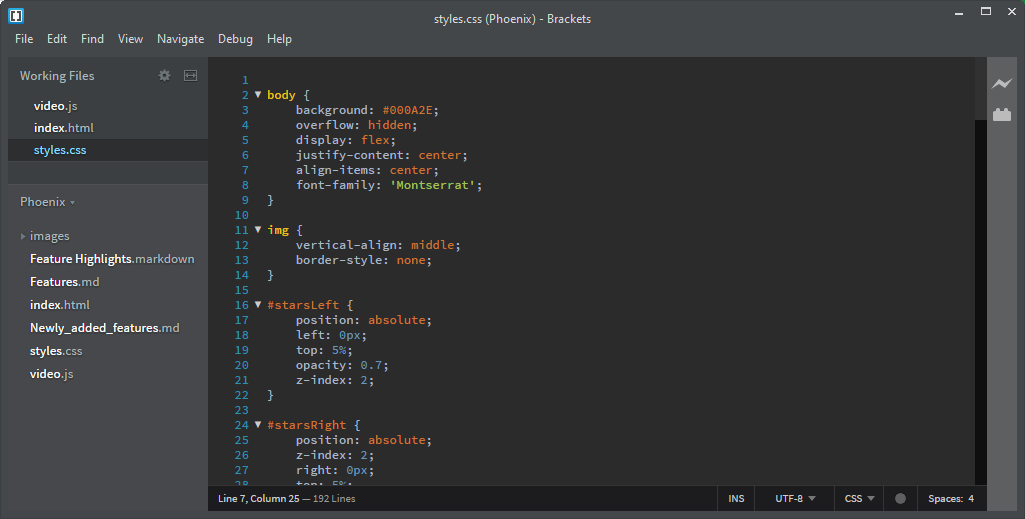 styles.css (Phoenix) - Brackets
File Edit Find View Navigate Debug Help
Working Files
video.js
index.html
styles.css
Phoenix
images
Feature Highlights.markdown
Features.md
index.html
Newly_added_features.md
styles.css
video.js
1
2 body {
3 background: #000A2E;
4 overflow: hidden;
5 display: flex;
6 justify-content: center;
7 align-items: center;
8 font-family: 'Montserrat';
9 }
10
11 img {
12 vertical-align: middle;
13 border-style: none;
14 }
15
16 #starsLeft {
17 position: absolute;
18 left: 0px;
19 top: 5%;
20 opacity: 0.7;
21 z-index: 2;
22 }
23
24 #starsRight {
25 position: absolute;
26 z-index: 2;
27 right: 0px;
28 top: 5%;
Line 7, Column 25 — 192 Lines INS UTF-8 CSS Spaces: 4